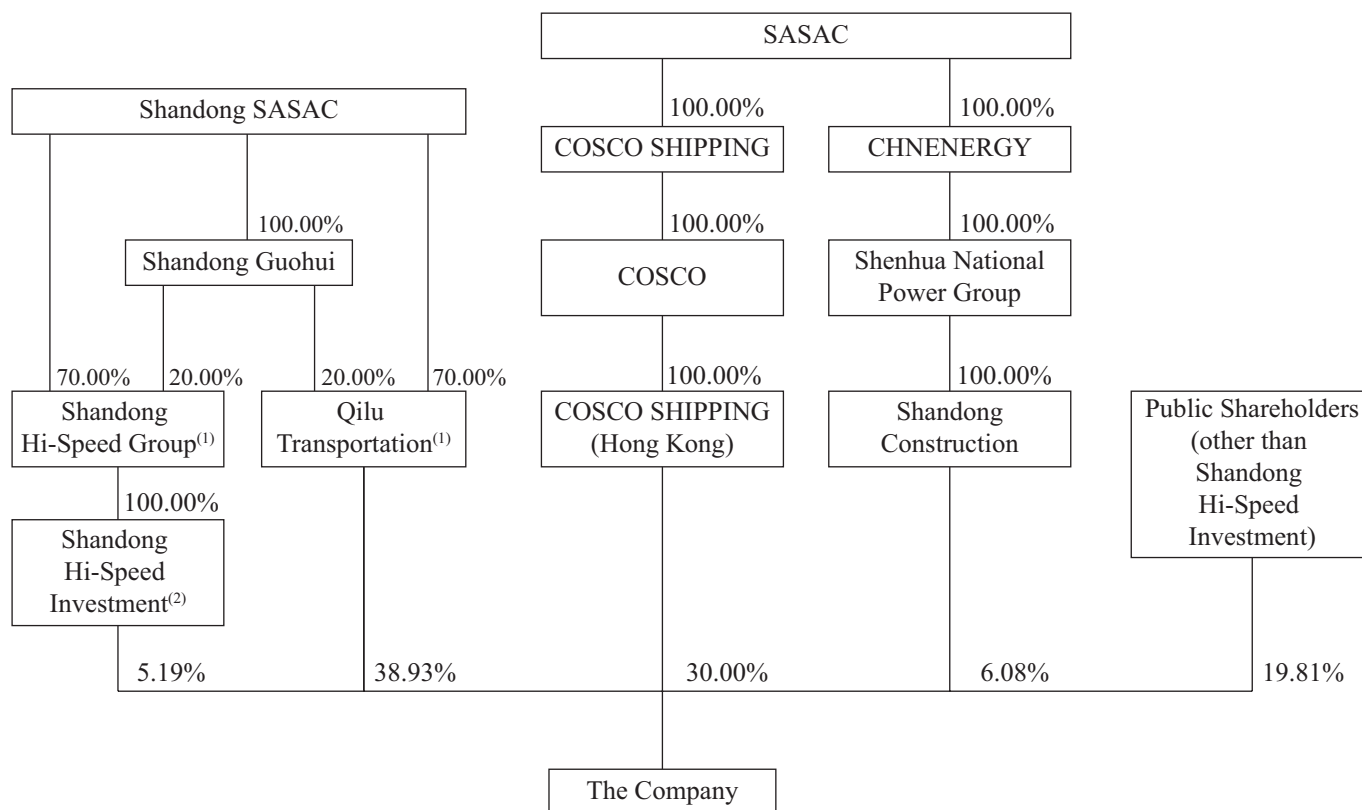 SASAC
Shandong SASAC
100.00%
100.00%
COSCO SHIPPING
CHNENERGY
100.00%
100.00%
100.00%
Shandong Guohui
COSCO
Shenhua National
Power Group
70.00%
20.00%
20.00%
70.00%
100.00%
100.00%
Shandong
Hi-Speed Group(1)
Qilu
Transportation(1)
COSCO SHIPPING
(Hong Kong)
Shandong
Construction
Public Shareholders
(other than
Shandong
Hi-Speed
Investment)
100.00%
Shandong
Hi-Speed
Investment(2)
5.19%
38.93%
30.00%
6.08%
19.81%
The Company